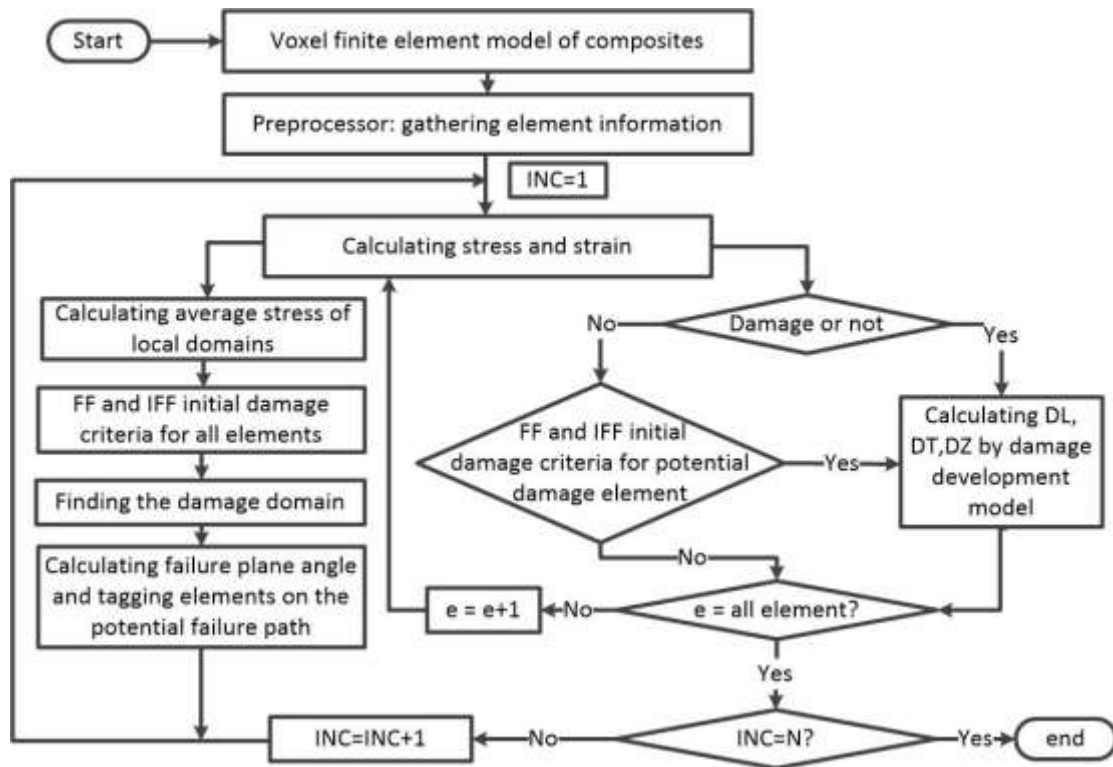 Start
Voxel finite element model of composites
Preprocessor: gathering element information
INC=1
Calculating stress and strain
Calculating average stress of
local domains
FF and IFF initial damage
criteria for all elements
Finding the damage domain
Calculating failure plane angle
and tagging elements on the
potential failure path
Damage or not
No
Yes
FF and IFF initial
damage criteria for potential
damage element
Yes
Calculating DL,
DT,DZ by damage
development
model
No
e = all element?
No
e = e+1
Yes
INC=N?
No
INC=INC+1
Yes
end